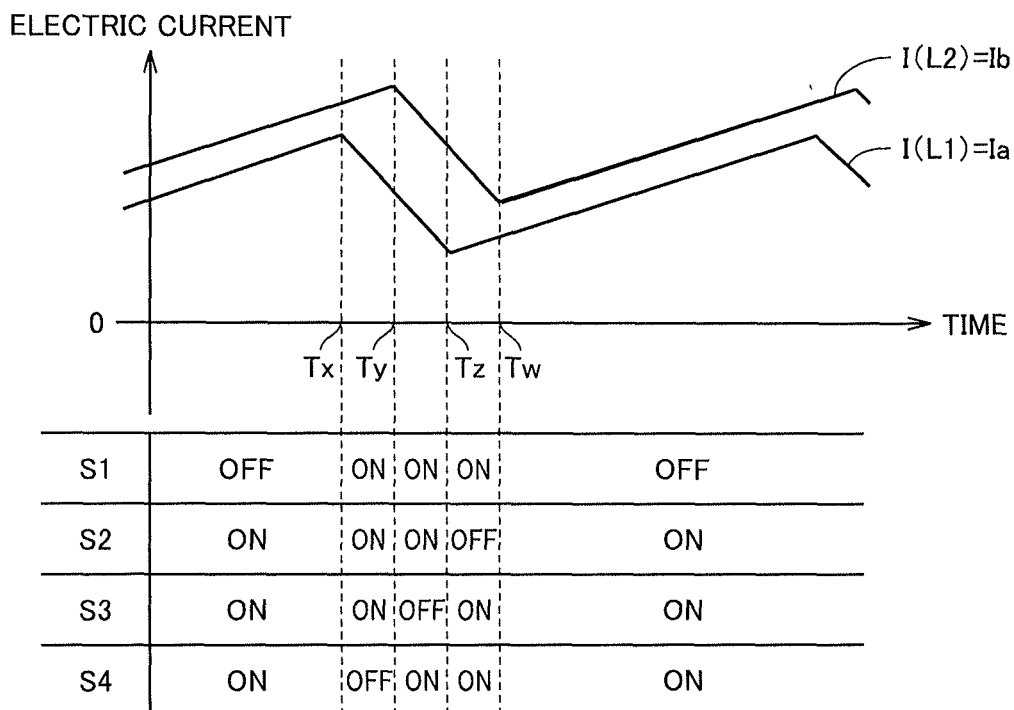 ELECTRIC CURRENT
I(L2)=Ib
I(L1)=Ia
0
TIME
Tx Ty Tz Tw
S1 OFF ON ON ON OFF
S2 ON ON ON OFF ON
S3 ON ON OFF ON ON
S4 ON OFF ON ON ON